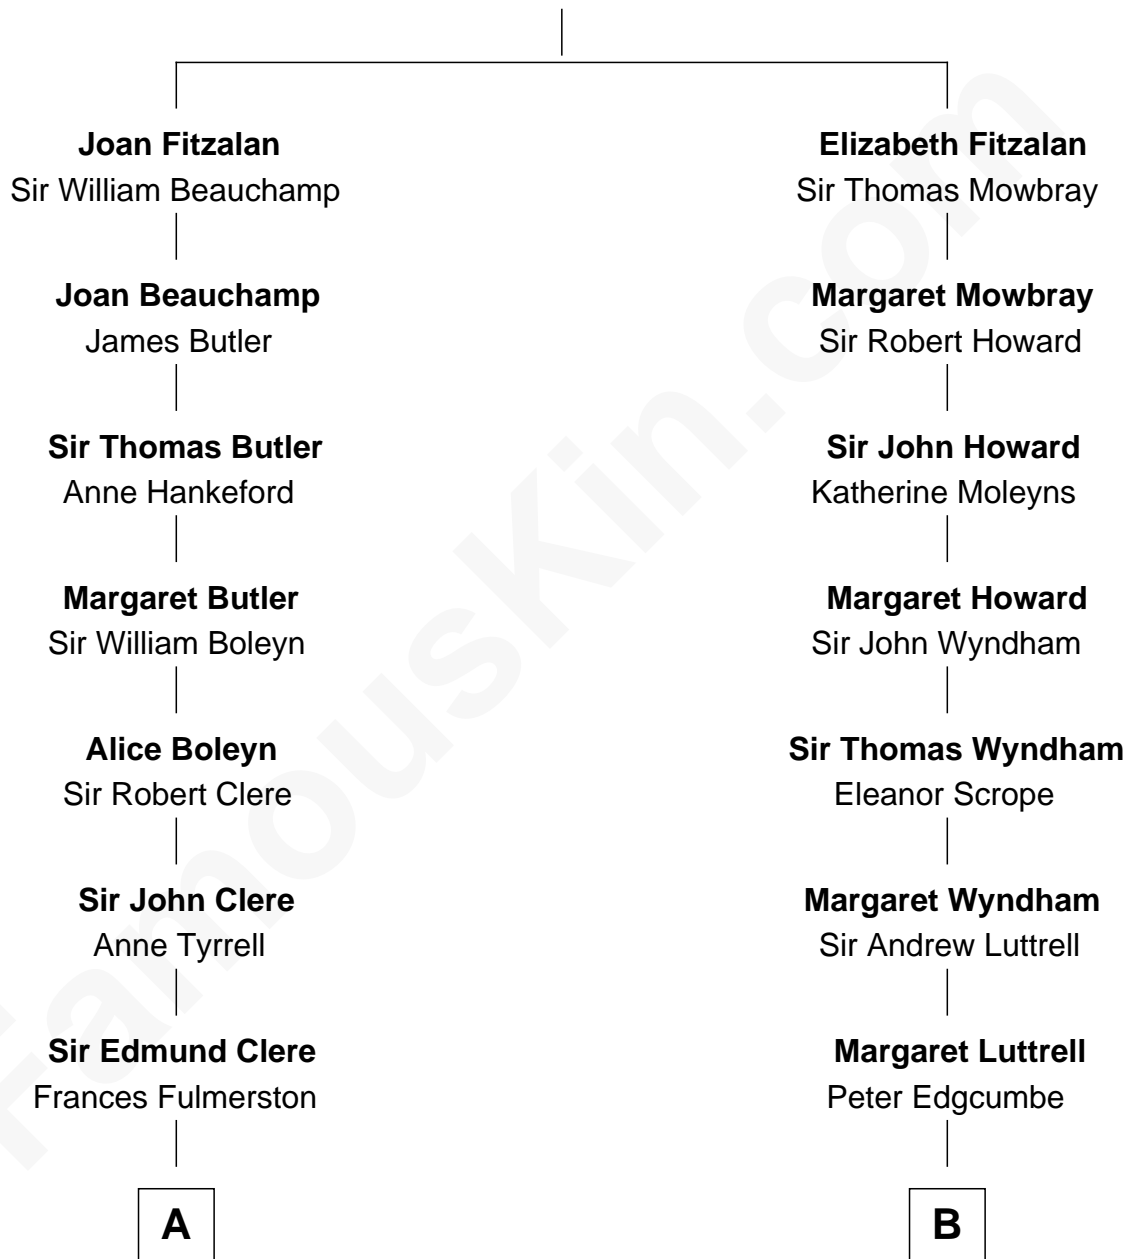 Joan Fitzalan
Sir William Beauchamp
Joan Beauchamp
James Butler
Sir Thomas Butler
Anne Hankeford
Margaret Butler
Sir William Boleyn
Alice Boleyn
Sir Robert Clere
Sir John Clere
Anne Tyrrell
Sir Edmund Clere
Frances Fulmerston
A
Elizabeth Fitzalan
Sir Thomas Mowbray
Margaret Mowbray
Sir Robert Howard
Sir John Howard
Katherine Moleyns
Margaret Howard
Sir John Wyndham
Sir Thomas Wyndham
Eleanor Scrope
Margaret Wyndham
Sir Andrew Luttrell
Margaret Luttrell
Peter Edgcumbe
B
FamousKin.com